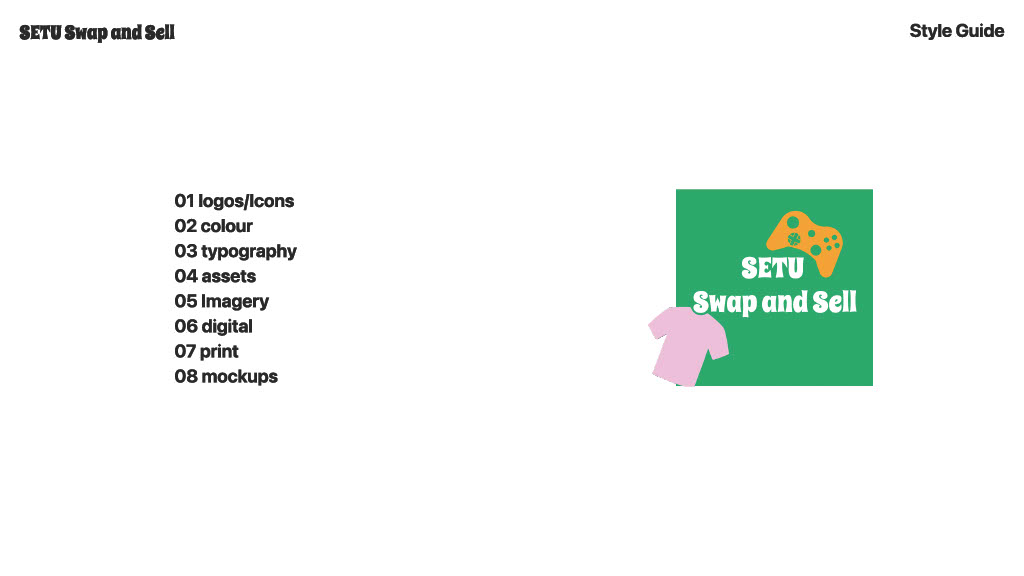 SETU Swap and Sell
Style Guide
01 logos/Icons
02 colour
03 typography
04 assets
05 Imagery
06 digital
07 print
08 mockups
SETU
Swap and Sell